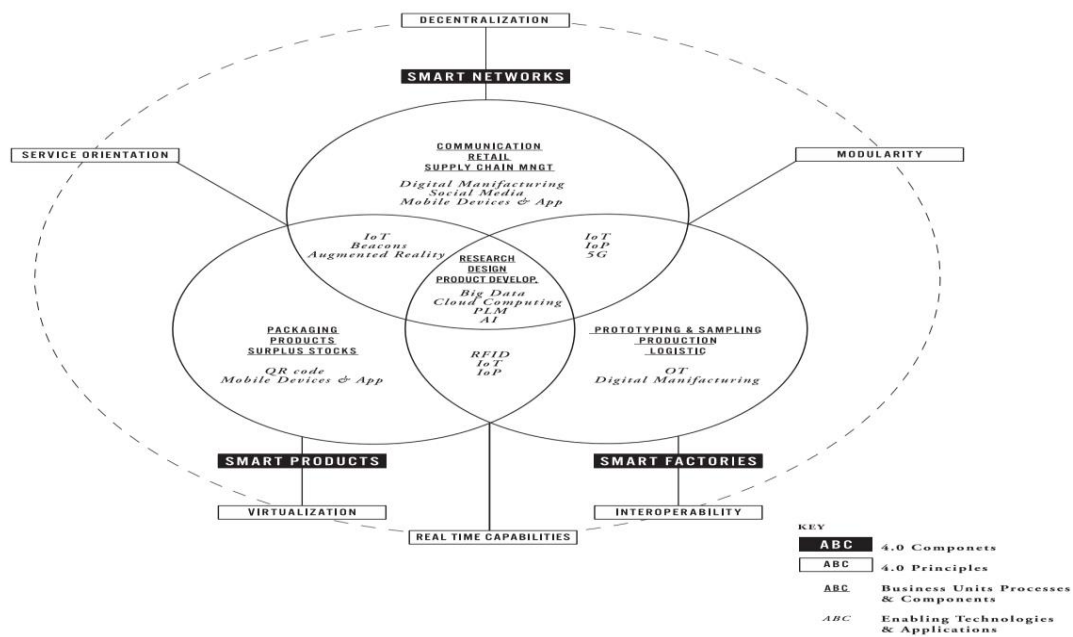 DECENTRALIZATION
SMART NETWORKS
SERVICE ORIENTATION
MODULARITY
COMMUNICATION
RETAIL
SUPPLY CHAIN MNGT
Digital Manifacturing
Social Media
Mobile Devices & App
IoT
Beacons
Augmented Reality
IoT
IoP
5G
RESEARCH
DESIGN
PRODUCT DEVELOP.
Big Data
Cloud Computing
PLM
AI
PACKAGING
PRODUCTS
SURPLUS STOCKS
QR code
Mobile Devices & App
RFID
IoT
IoP
PROTOTYPING & SAMPLING
PRODUCTION
LOGISTIC
OT
Digital Manifacturing
SMART PRODUCTS
SMART FACTORIES
VIRTUALIZATION
INTEROPERABILITY
REAL TIME CAPABILITIES
KEY
ABC 4.0 Componets
ABC 4.0 Principles
ABC Business Units Processes
& Components
ABC Enabling Technologies
& Applications